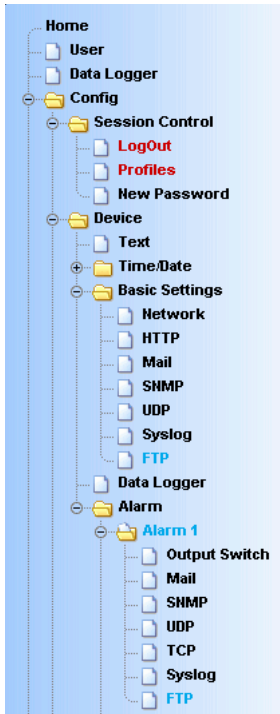 Home
User
Data Logger
Config
Session Control
LogOut
Profiles
New Password
Device
Text
Time/Date
Basic Settings
Network
HTTP
Mail
SNMP
UDP
Syslog
FTP
Data Logger
Alarm
Alarm 1
Output Switch
Mail
SNMP
UDP
TCP
Syslog
FTP